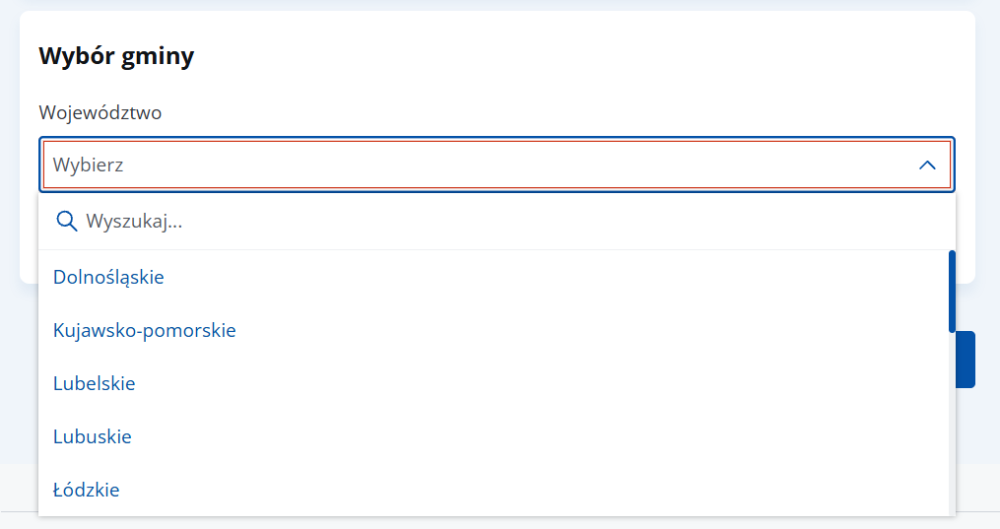 Wybór gminy
Województwo
Wybierz
Wyszukaj...
Dolnośląskie
Kujawsko-pomorskie
Lubelskie
Lubuskie
Łódzkie